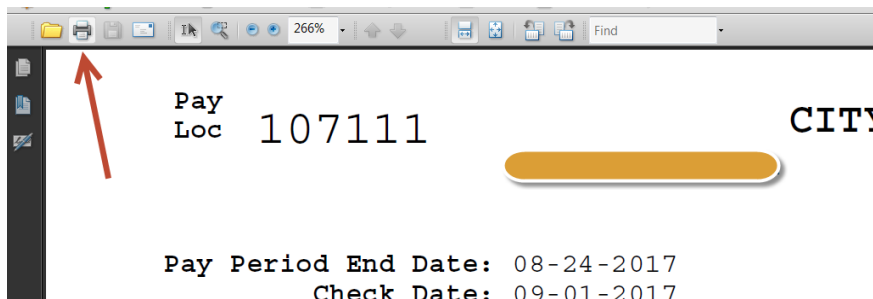 266%
Find
Pay
Loc 107111
CITY
Pay Period End Date: 08-24-2017
Check Date: 09-01-2017